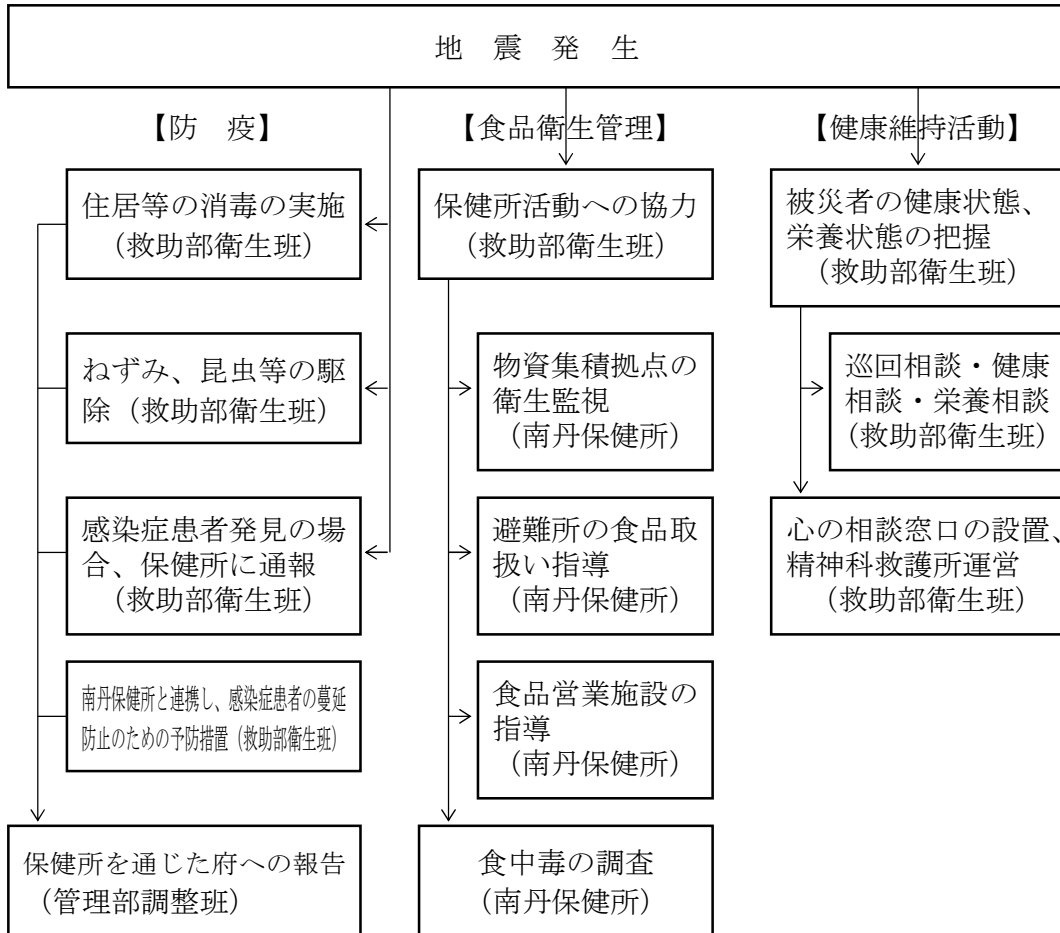 地　震　発　生
【防　疫】
住居等の消毒の実施
（救助部衛生班）
ねずみ、昆虫等の駆
除（救助部衛生班）
感染症患者発見の場
合、保健所に通報
（救助部衛生班）
南丹保健所と連携し、感染症患者の蔓延
防止のための予防措置（救助部衛生班）
保健所を通じた府への報告
（管理部調整班）
【食品衛生管理】
保健所活動への協力
（救助部衛生班）
物資集積拠点の
衛生監視
（南丹保健所）
避難所の食品取
扱い指導
（南丹保健所）
食品営業施設の
指導
（南丹保健所）
食中毒の調査
（南丹保健所）
【健康維持活動】
被災者の健康状態、
栄養状態の把握
（救助部衛生班）
巡回相談・健康
相談・栄養相談
（救助部衛生班）
心の相談窓口の設置、
精神科救護所運営
（救助部衛生班）